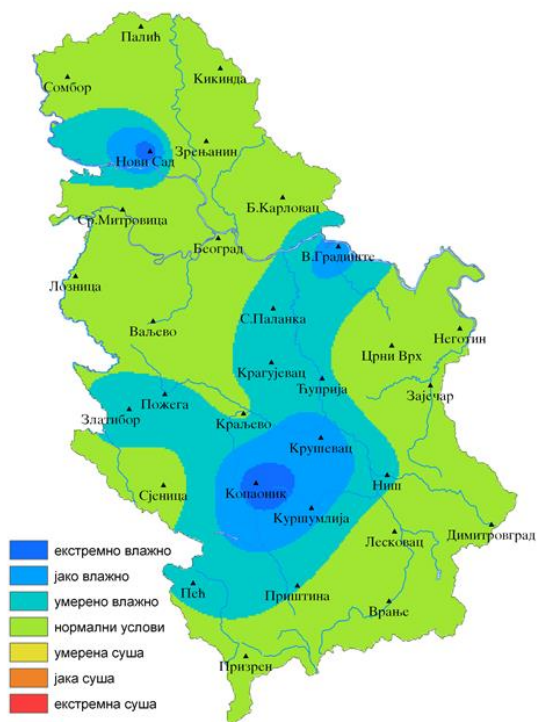 Палић
Кикинда
Сомбор
Зрењанин
Нови Сад
Б.Карловац
Ср.Митровица
Београд
В.Градиште
Лозница
С.Паланка
Ваљево
Неготин
Црни Врх
Крагујевац
Ћуприја
Зајечар
Пожега
Златибор
Краљево
Крушевац
Ниш
Сјеница
Копаоник
Куршумлија
Димитровград
Лесковац
Пећ
Приштина
Врање
Призрен
екстремно влажно
јако влажно
умерено влажно
нормални услови
умерена суша
јака суша
екстремна суша